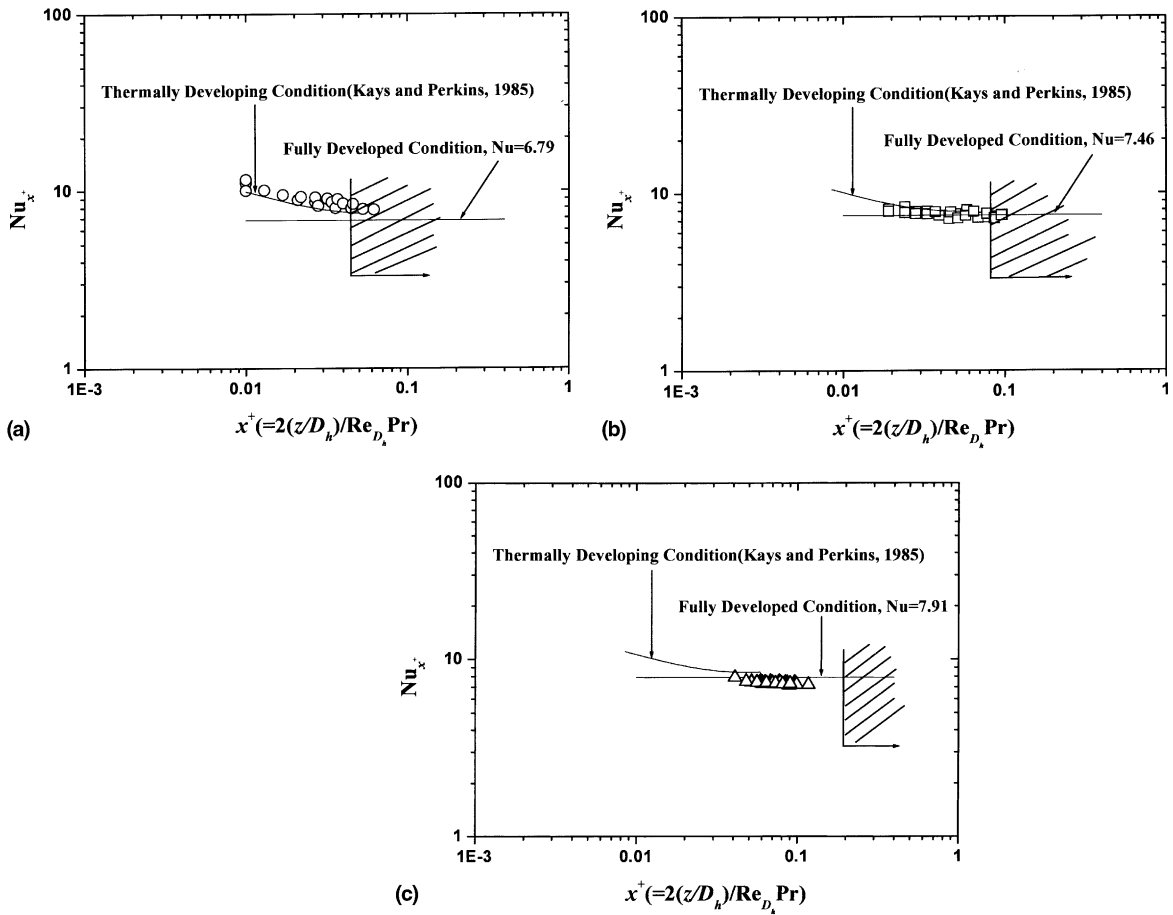 100
Thermally Developing Condition(Kays and Perkins, 1985)
Fully Developed Condition, Nu=6.79
10
Nu_x+
1
1E-3
0.01
0.1
1
(a)
x+(=2(z/D_h)/Re_D_h Pr)
100
Thermally Developing Condition(Kays and Perkins, 1985)
Fully Developed Condition, Nu=7.46
10
Nu_x+
1
1E-3
0.01
0.1
1
(b)
x+(=2(z/D_h)/Re_D_h Pr)
100
Thermally Developing Condition(Kays and Perkins, 1985)
Fully Developed Condition, Nu=7.91
10
Nu_x+
1
1E-3
0.01
0.1
1
(c)
x+(=2(z/D_h)/Re_D_h Pr)